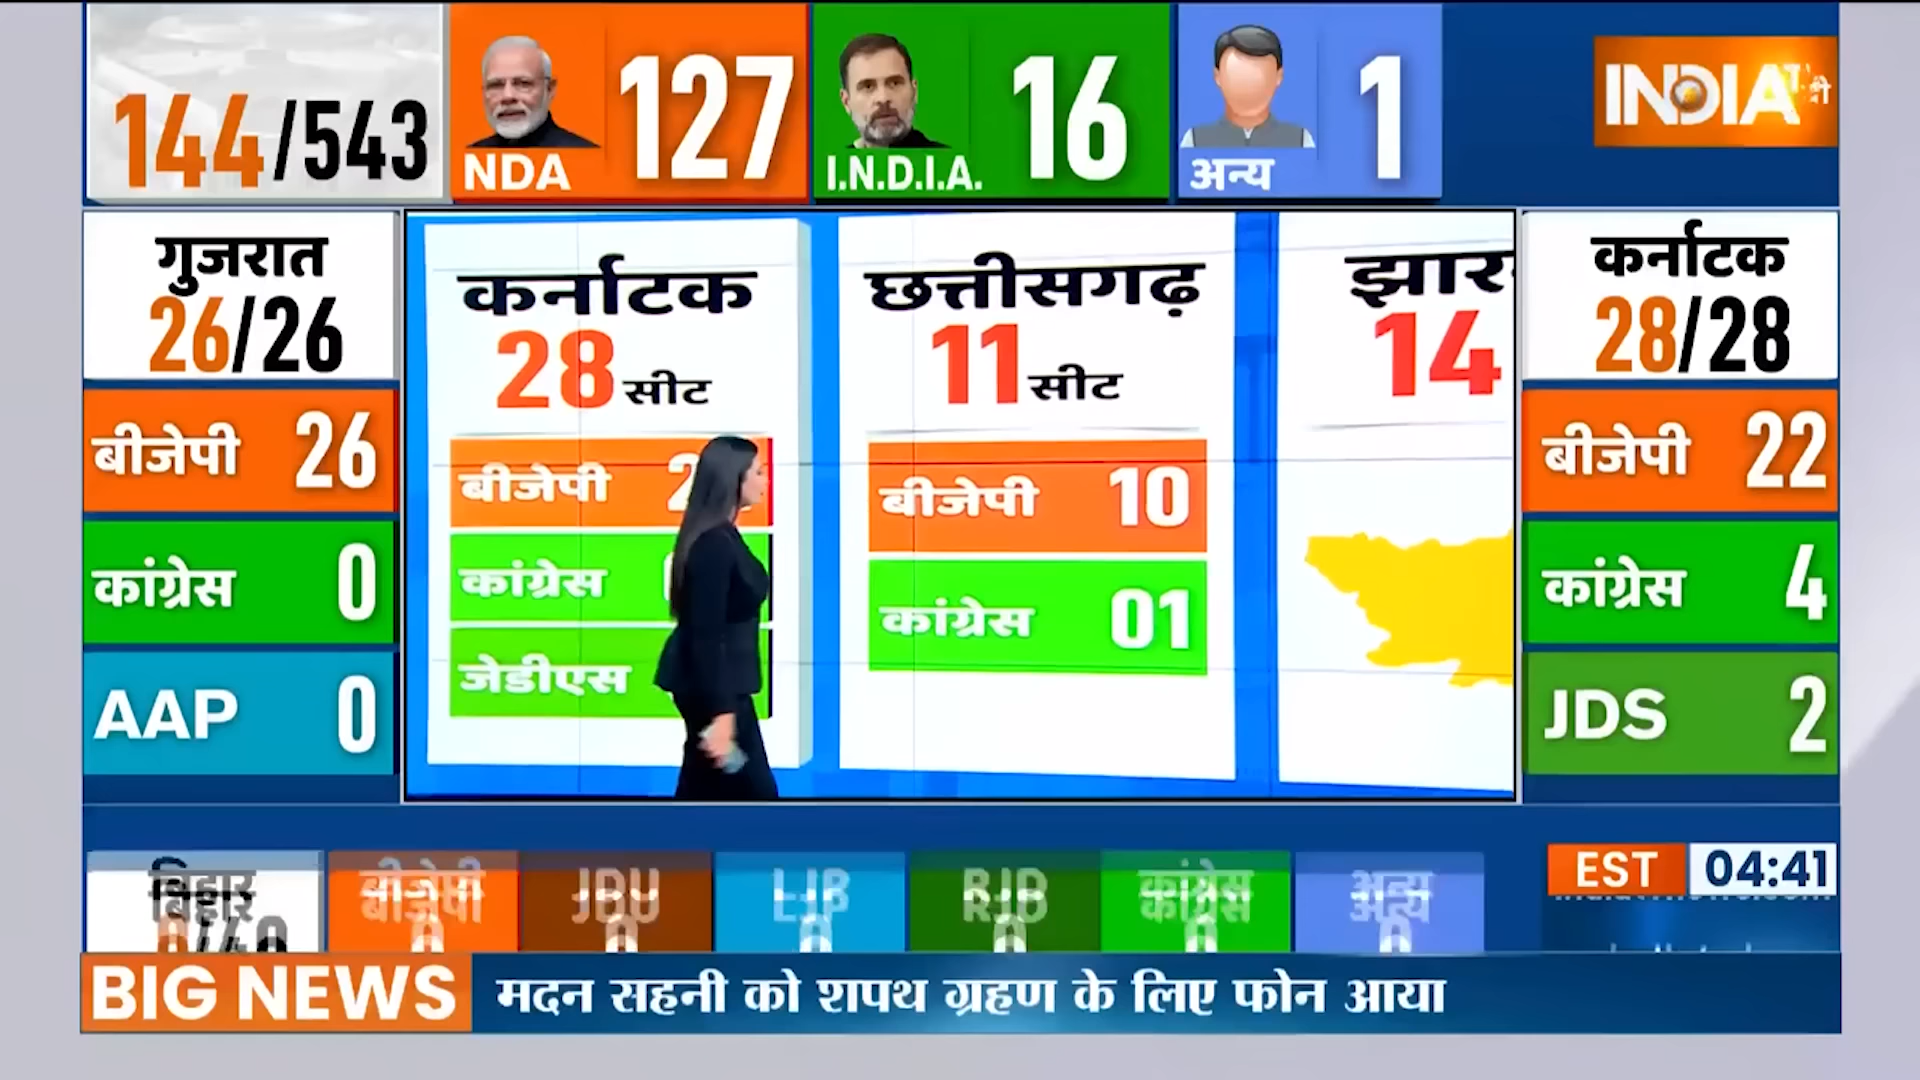 144/543
NDA 127
I.N.D.I.A. 16
अन्य 1
INDIA
गुजरात
26/26
बीजेपी 26
कांग्रेस 0
AAP 0
कर्नाटक
28 सीट
बीजेपी
कांग्रेस
जेडीएस
छत्तीसगढ़
11 सीट
बीजेपी 10
कांग्रेस 01
14
कर्नाटक
28/28
बीजेपी 22
कांग्रेस 4
JDS 2
बिहार
बीजेपी
JDU
LJP
RJD
कांग्रेस
अन्य
EST 04:41
BIG NEWS
मदन सहनी को शपथ ग्रहण के लिए फोन आया